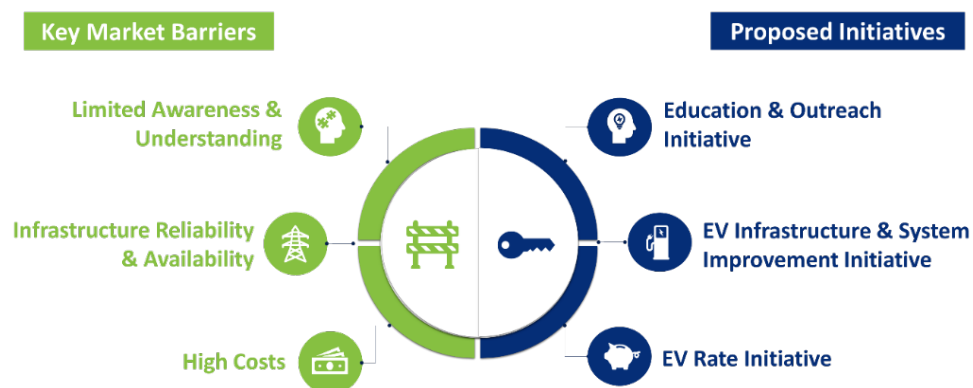 Key Market Barriers
Proposed Initiatives
Limited Awareness &
Understanding
Education & Outreach
Initiative
Infrastructure Reliability
& Availability
EV Infrastructure & System
Improvement Initiative
High Costs
EV Rate Initiative